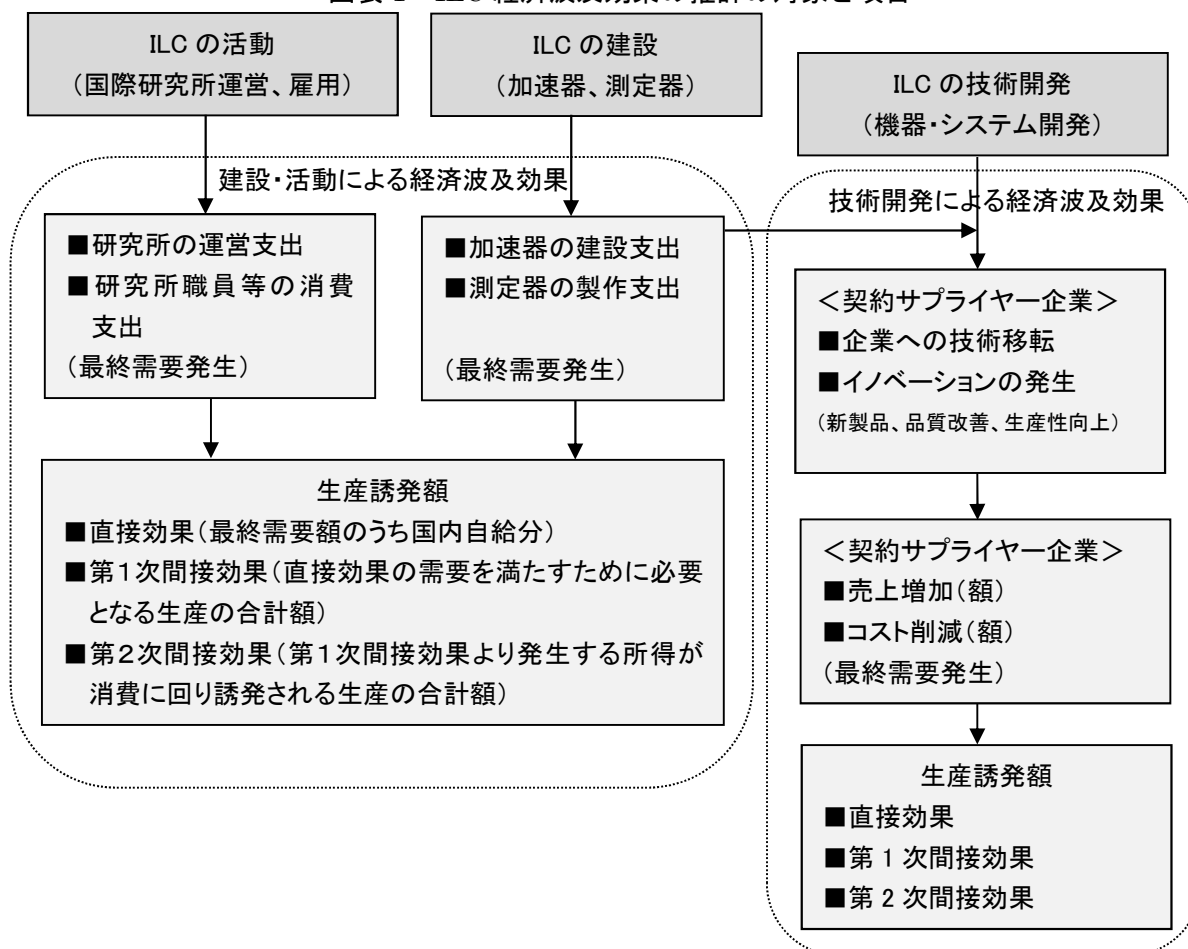 ILC の活動
（国際研究所運営、雇用）
ILC の建設
（加速器、測定器）
ILC の技術開発
（機器・システム開発）
建設・活動による経済波及効果
■研究所の運営支出
■研究所職員等の消費
支出
（最終需要発生）
■加速器の建設支出
■測定器の製作支出
（最終需要発生）
生産誘発額
■直接効果（最終需要額のうち国内自給分）
■第１次間接効果（直接効果の需要を満たすために必要
となる生産の合計額）
■第２次間接効果（第１次間接効果より発生する所得が
消費に回り誘発される生産の合計額）
技術開発による経済波及効果
＜契約サプライヤー企業＞
■企業への技術移転
■イノベーションの発生
（新製品、品質改善、生産性向上）
＜契約サプライヤー企業＞
■売上増加（額）
■コスト削減（額）
（最終需要発生）
生産誘発額
■直接効果
■第 1 次間接効果
■第 2 次間接効果